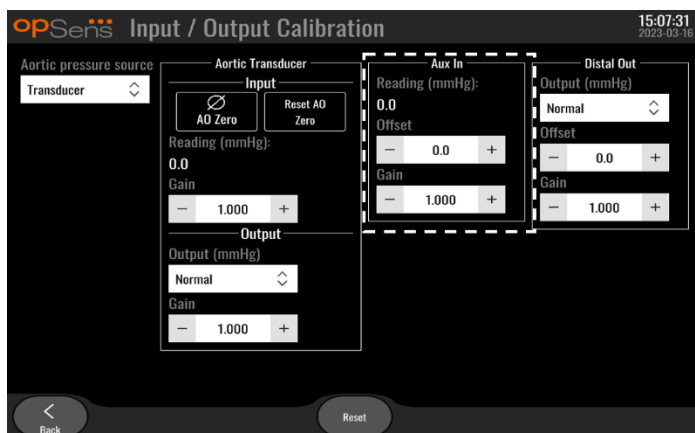 opSens Input / Output Calibration
15:07:31
2023-03-16
Aortic pressure source
Transducer
Aortic Transducer
Input
AO Zero
Reset AO
Zero
Reading (mmHg):
0.0
Gain
− 1.000 +
Output
Output (mmHg)
Normal
Gain
− 1.000 +
Aux In
Reading (mmHg):
0.0
Offset
− 0.0 +
Gain
− 1.000 +
Distal Out
Output (mmHg)
Normal
Offset
− 0.0 +
Gain
− 1.000 +
Back
Reset